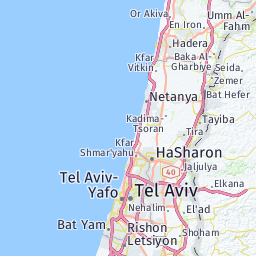 Or Akiva
Umm Al-
Fahm
En Iron
Hadera
Kfar
Vitkin
Baka Al-
Gharbiye
Seida,
Zemer
Bat Hefer
Netanya
Kadima-
Tsoran
Tayiba
Tira
Kfar
Shmar'yahu
HaSharon
Jaljulya
40
Elkana
Tel Aviv-
Yafo
Tel Aviv
Nehalim
El'ad
Bat Yam
Rishon
Letsiyon
Shoham